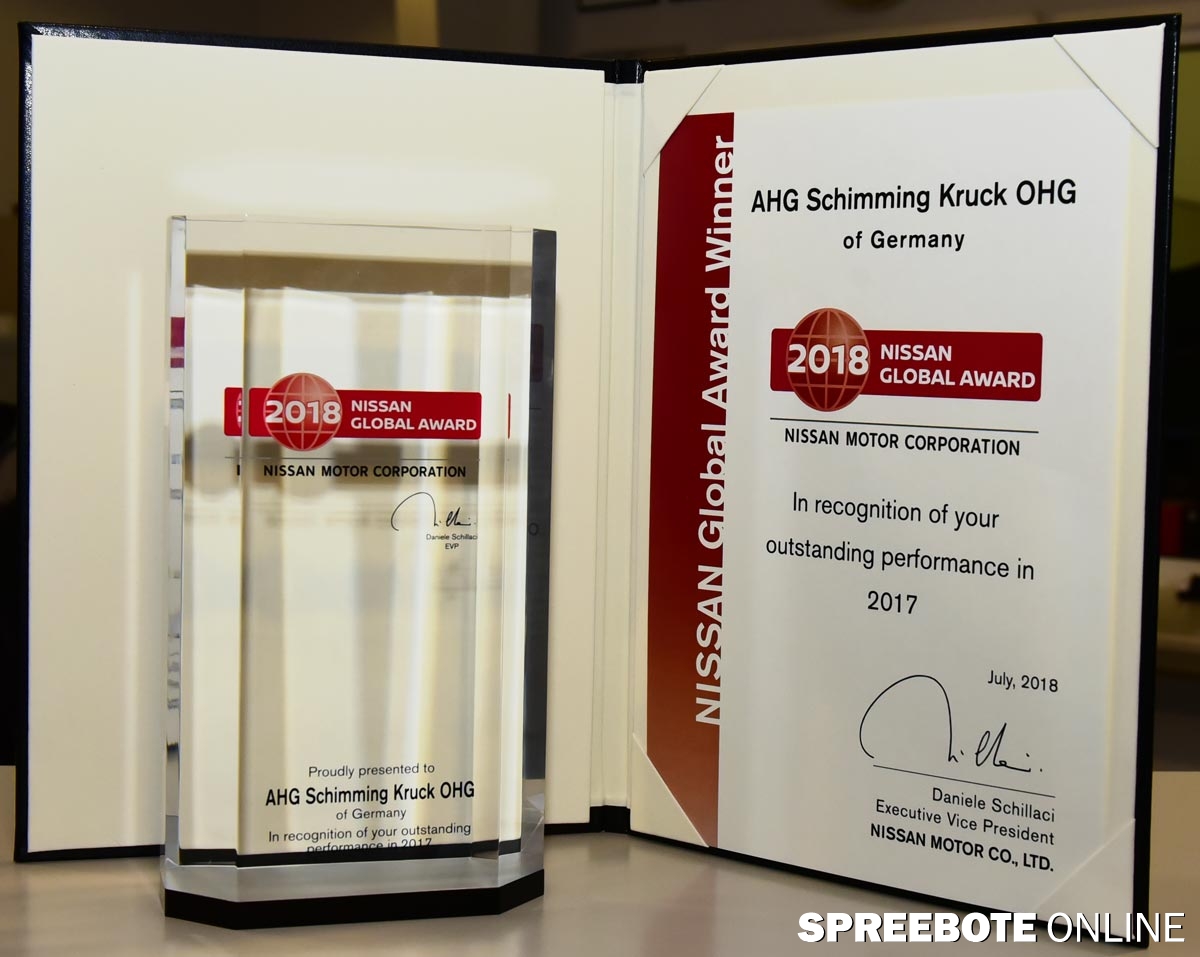 2018 NISSAN
GLOBAL AWARD
NISSAN MOTOR CORPORATION
Daniele Schillaci
EVP
Proudly presented to
AHG Schimming Kruck OHG
of Germany
In recognition of your outstanding
performance in 2017
NISSAN Global Award Winner
AHG Schimming Kruck OHG
of Germany
2018 NISSAN
GLOBAL AWARD
NISSAN MOTOR CORPORATION
In recognition of your
outstanding performance in
2017
July, 2018
Daniele Schillaci
Executive Vice President
NISSAN MOTOR CO., LTD.
SPREEBOTE ONLINE